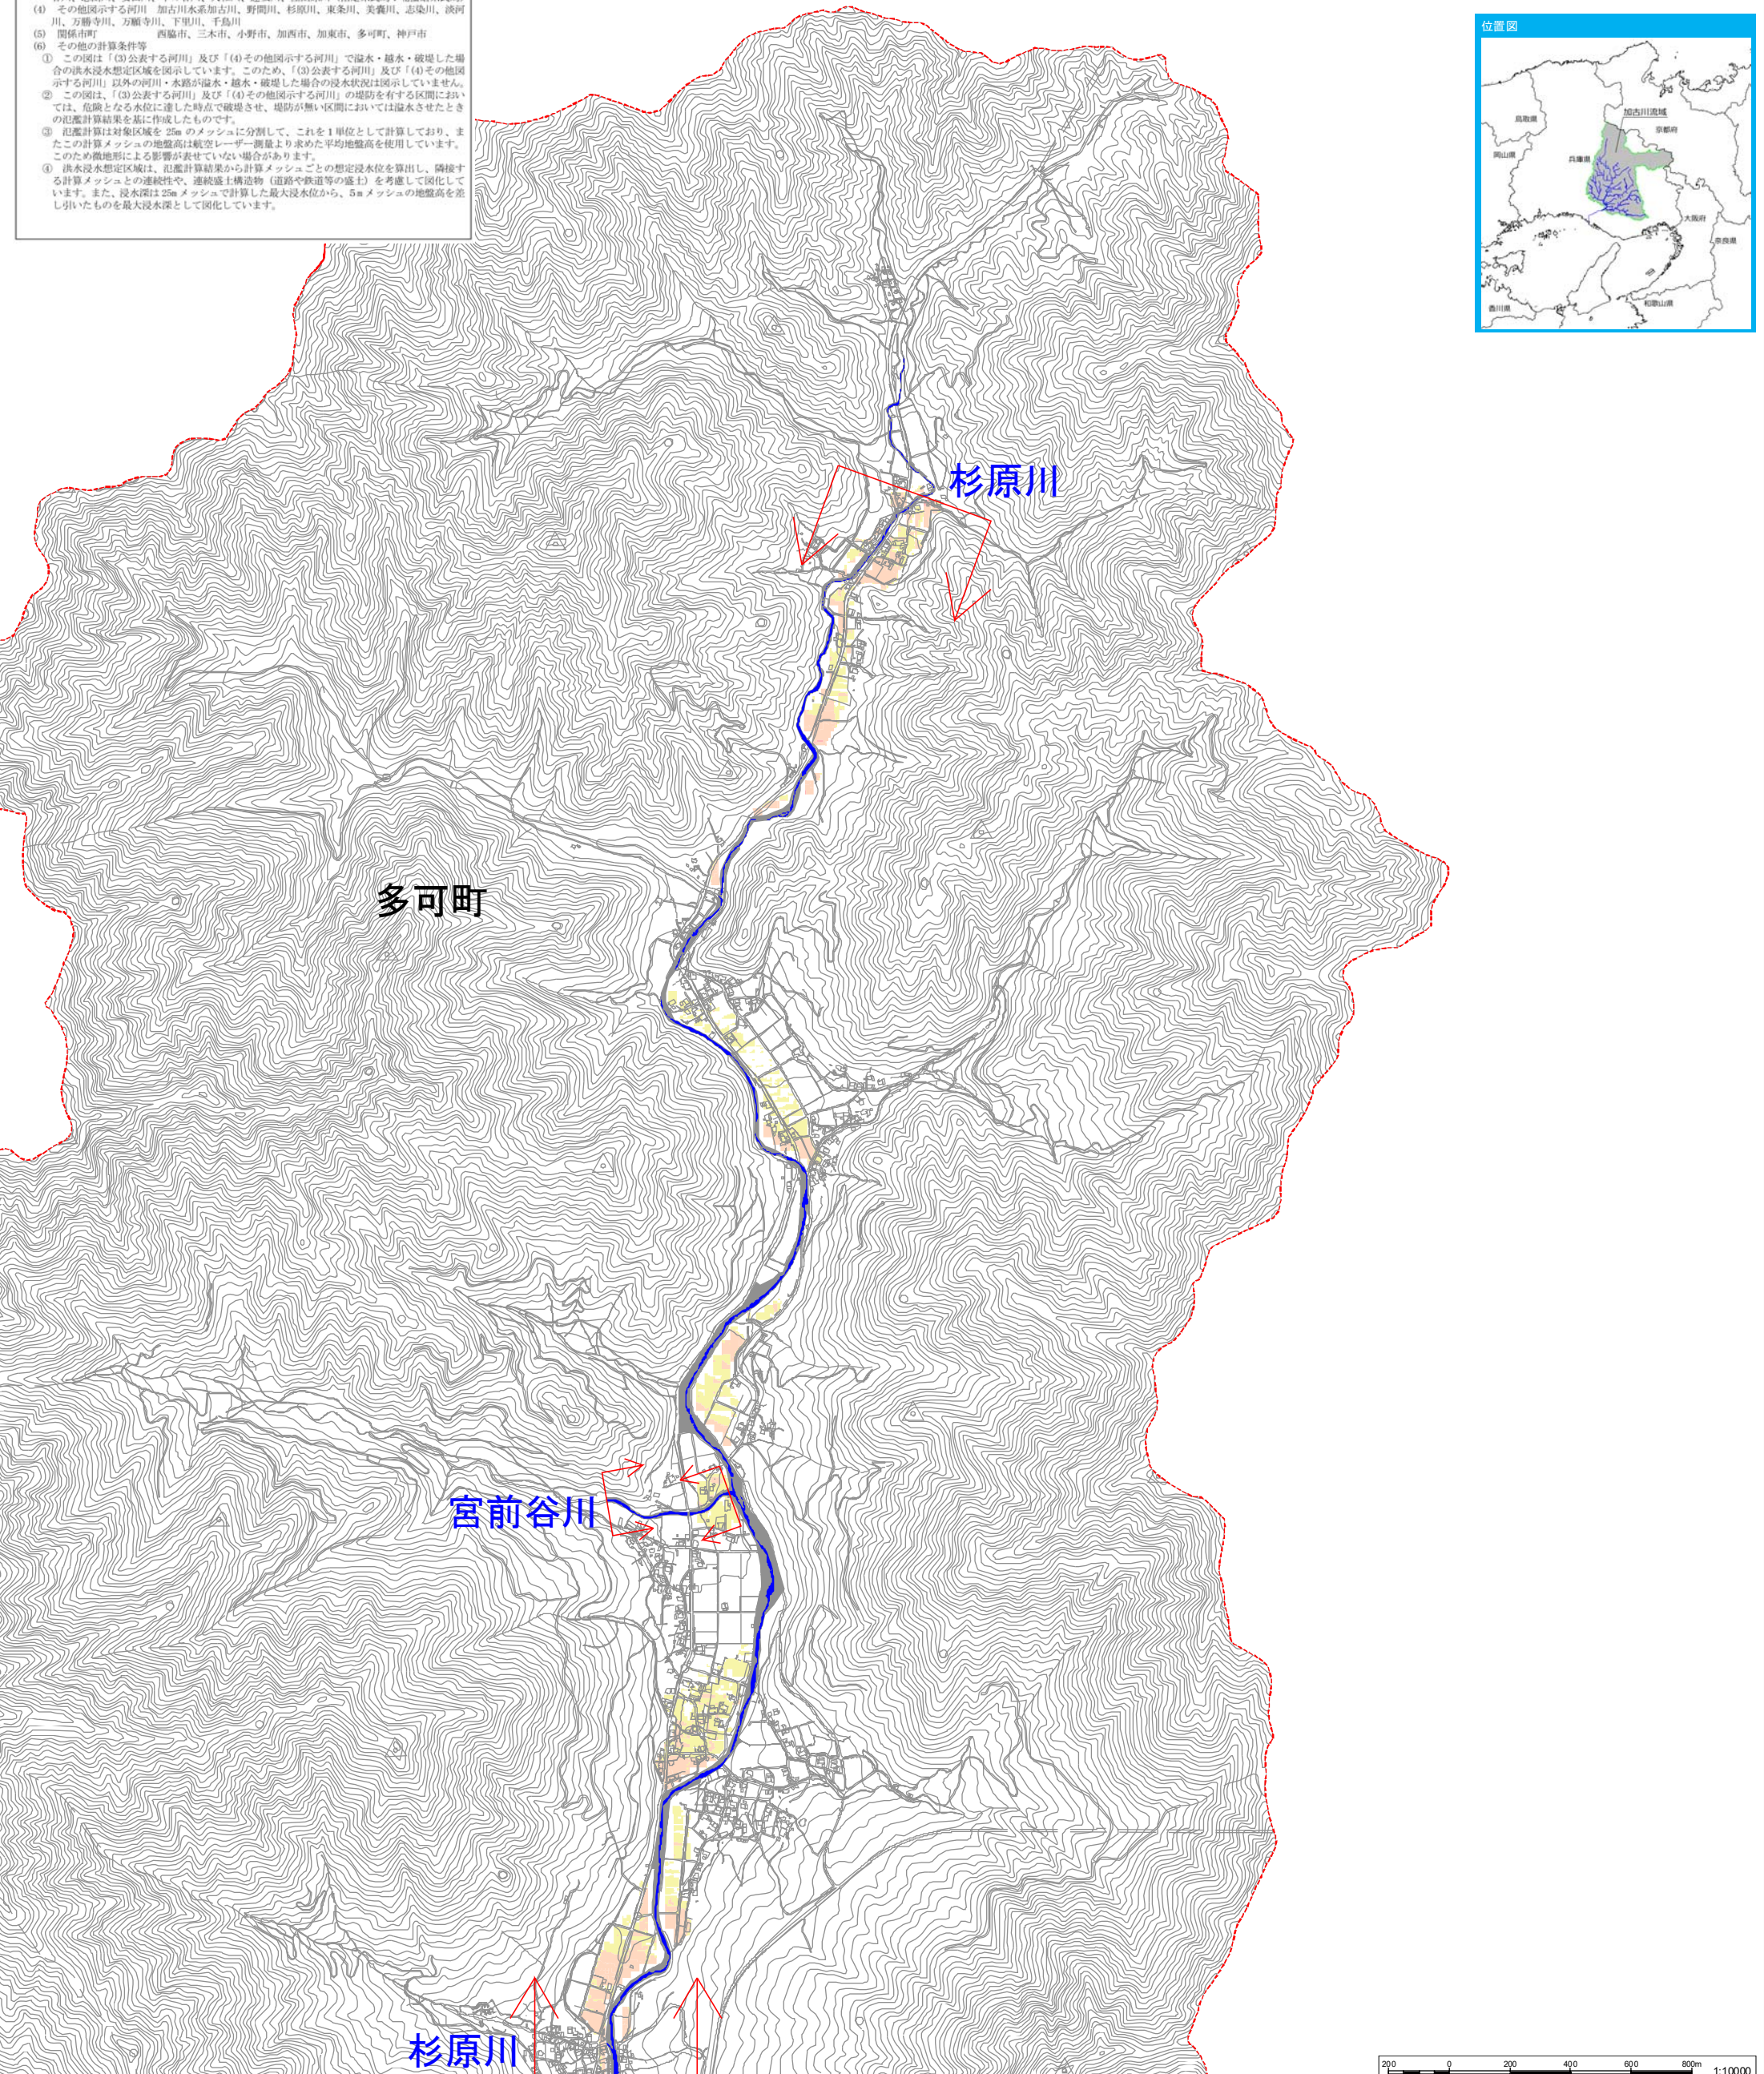 (4) その他図示する河川 加古川水系加古川、野間川、杉原川、東条川、美嚢川、志染川、淡河
川、万勝寺川、万願寺川、下里川、千鳥川
(5) 関係市町 西脇市、三木市、小野市、加西市、加東市、多可町、神戸市
(6) その他の計算条件等
① この図は「(3)公表する河川」及び「(4)その他図示する河川」で溢水・越水・破堤した場
合の洪水浸水想定区域を図示しています。このため、「(3)公表する河川」及び「(4)その他図
示する河川」以外の河川・水路が溢水・越水・破堤した場合の浸水状況は図示していません。
② この図は、「(3)公表する河川」及び「(4)その他図示する河川」の堤防を有する区間におい
ては、危険となる水位に達した時点で破堤させ、堤防が無い区間においては溢水させたとき
の氾濫計算結果を基に作成したものです。
③ 氾濫計算は対象区域を 25m のメッシュに分割して、これを1単位として計算しており、ま
たこの計算メッシュの地盤高は航空レーザー測量より求めた平均地盤高を使用しています。
このため微地形による影響が表せていない場合があります。
④ 洪水浸水想定区域は、氾濫計算結果から計算メッシュごとの想定浸水位を算出し、隣接す
る計算メッシュとの連続性や、連続盛土構造物（道路や鉄道等の盛土）を考慮して図化して
います。また、浸水深は25mメッシュで計算した最大浸水位から、5mメッシュの地盤高を差
し引いたものを最大浸水深として図化しています。
位置図
加古川流域
鳥取県
京都府
岡山県
兵庫県
大阪府
奈良県
和歌山県
香川県
杉原川
多可町
宮前谷川
杉原川
200 0 200 400 600 800m
1:10000